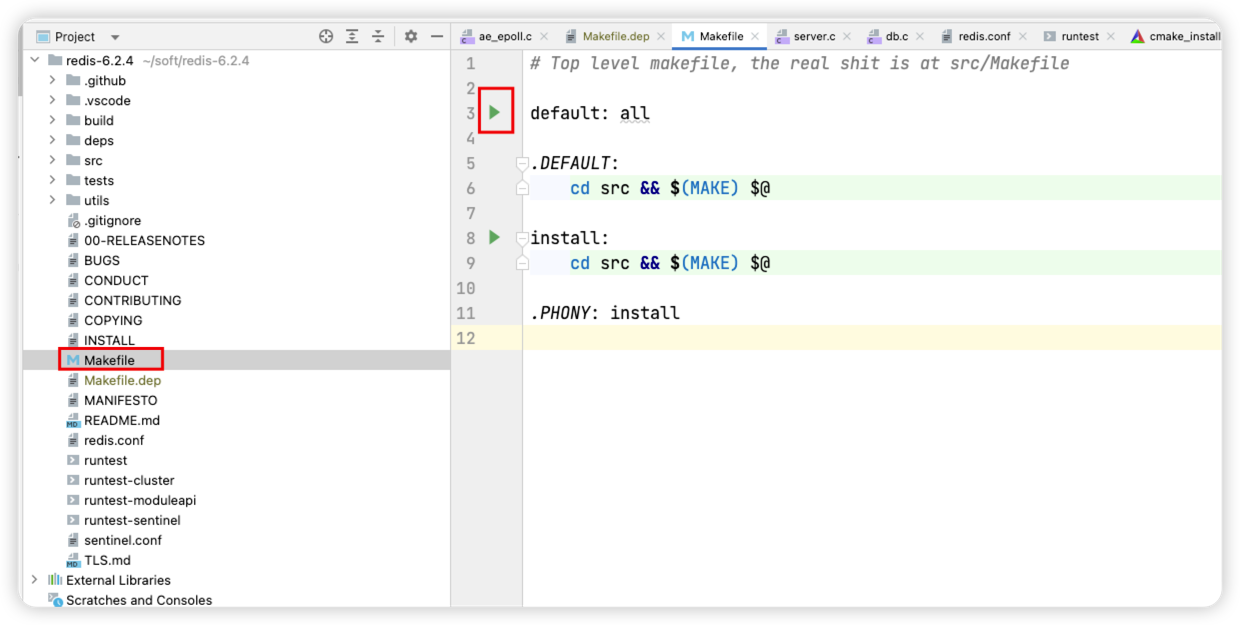 Project
redis-6.2.4 ~/soft/redis-6.2.4
.github
.vscode
build
deps
src
tests
utils
.gitignore
00-RELEASENOTES
BUGS
CONDUCT
CONTRIBUTING
COPYING
INSTALL
Makefile
Makefile.dep
MANIFESTO
README.md
redis.conf
runtest
runtest-cluster
runtest-moduleapi
runtest-sentinel
sentinel.conf
TLS.md
External Libraries
Scratches and Consoles
ae_epoll.c Makefile.dep Makefile server.c db.c redis.conf runtest cmake_install
1 # Top level makefile, the real shit is at src/Makefile
2
3 default: all
4
5 .DEFAULT:
6 cd src && $(MAKE) $@
7
8 install:
9 cd src && $(MAKE) $@
10
11 .PHONY: install
12